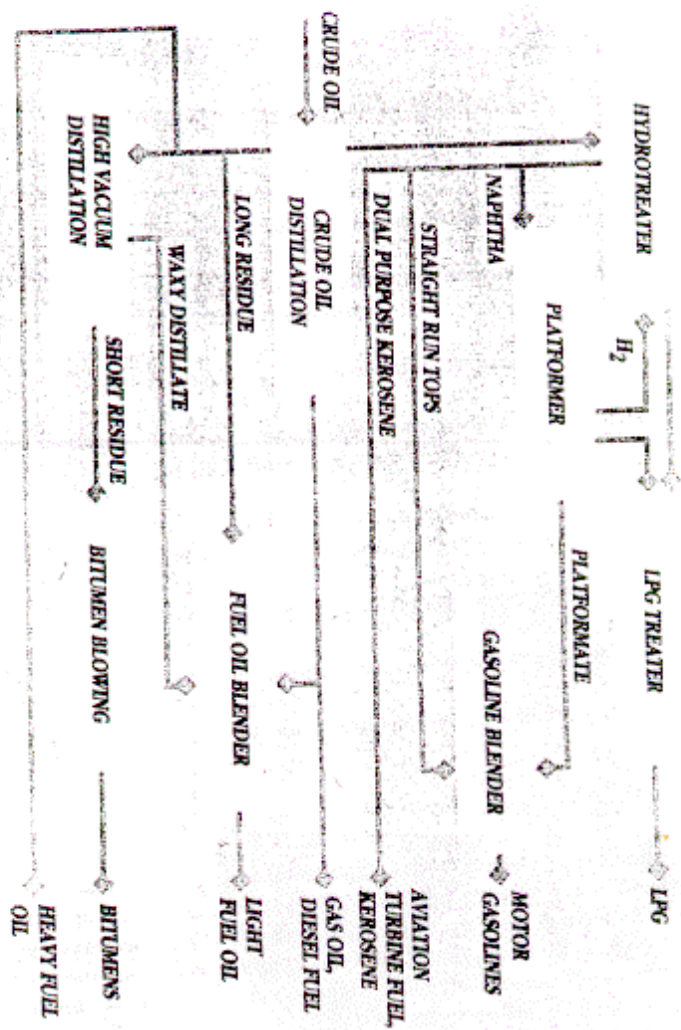 CRUDE OIL
HYDROTREATER
H2
LPG TREATER
LPG
NAPHTHA
PLATFORMER
PLATFORMATE
STRAIGHT RUN TOPS
GASOLINE BLENDER
MOTOR
GASOLINES
DUAL PURPOSE KEROSENE
AVIATION
TURBINE FUEL,
KEROSENE
CRUDE OIL
DISTILLATION
GAS OIL,
DIESEL FUEL
LONG RESIDUE
FUEL OIL BLENDER
LIGHT
FUEL OIL
WAXY DISTILLATE
HIGH VACUUM
DISTILLATION
SHORT RESIDUE
BITUMEN BLOWING
BITUMENS
HEAVY FUEL
OIL